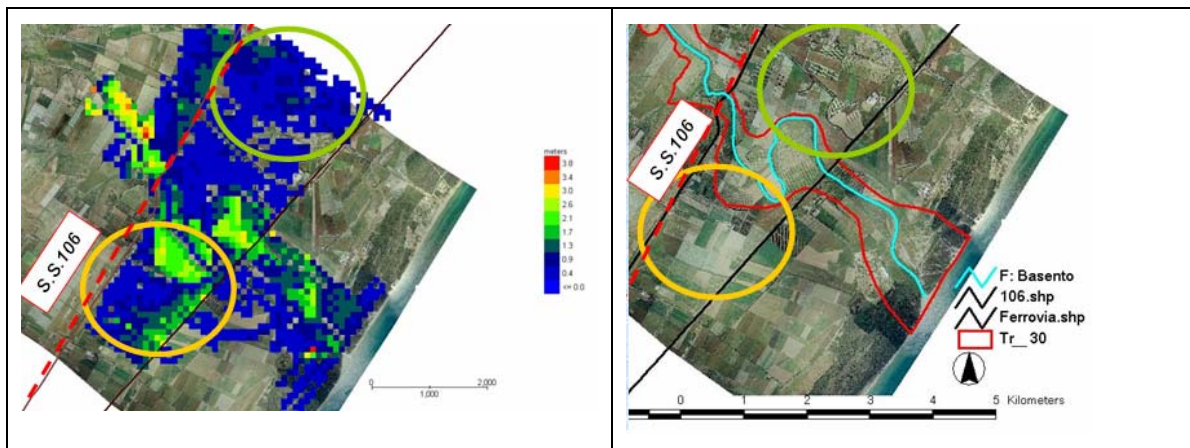 S.S.106
meters
3.8
3.4
3.0
2.6
2.1
1.7
1.3
0.9
0.4
<= 0.0
0 2,000
1,000
S.S.106
F: Basento
106.shp
Ferrovia.shp
Tr__ 30
0 1 2 3 4 5 Kilometers